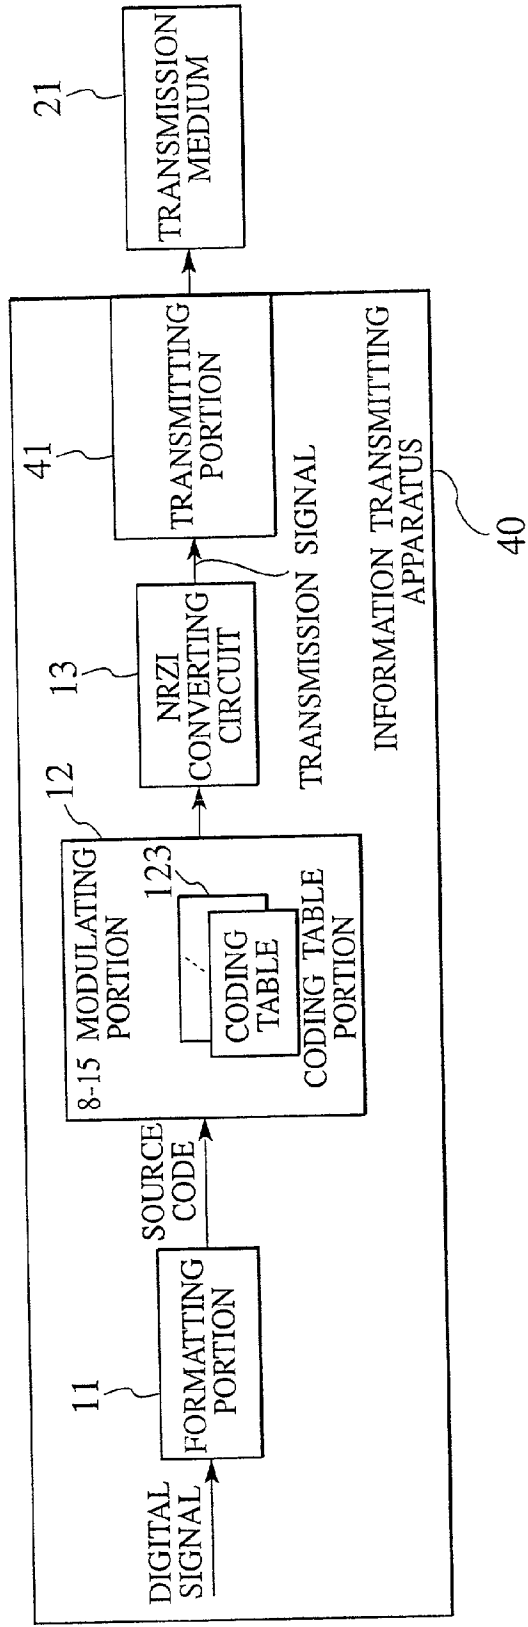 DIGITAL
SIGNAL
11
FORMATTING
PORTION
SOURCE
CODE
12
8-15 MODULATING
PORTION
123
CODING
TABLE
CODING TABLE
PORTION
13
NRZI
CONVERTING
CIRCUIT
TRANSMISSION SIGNAL
41
TRANSMITTING
PORTION
INFORMATION TRANSMITTING
APPARATUS
40
21
TRANSMISSION
MEDIUM